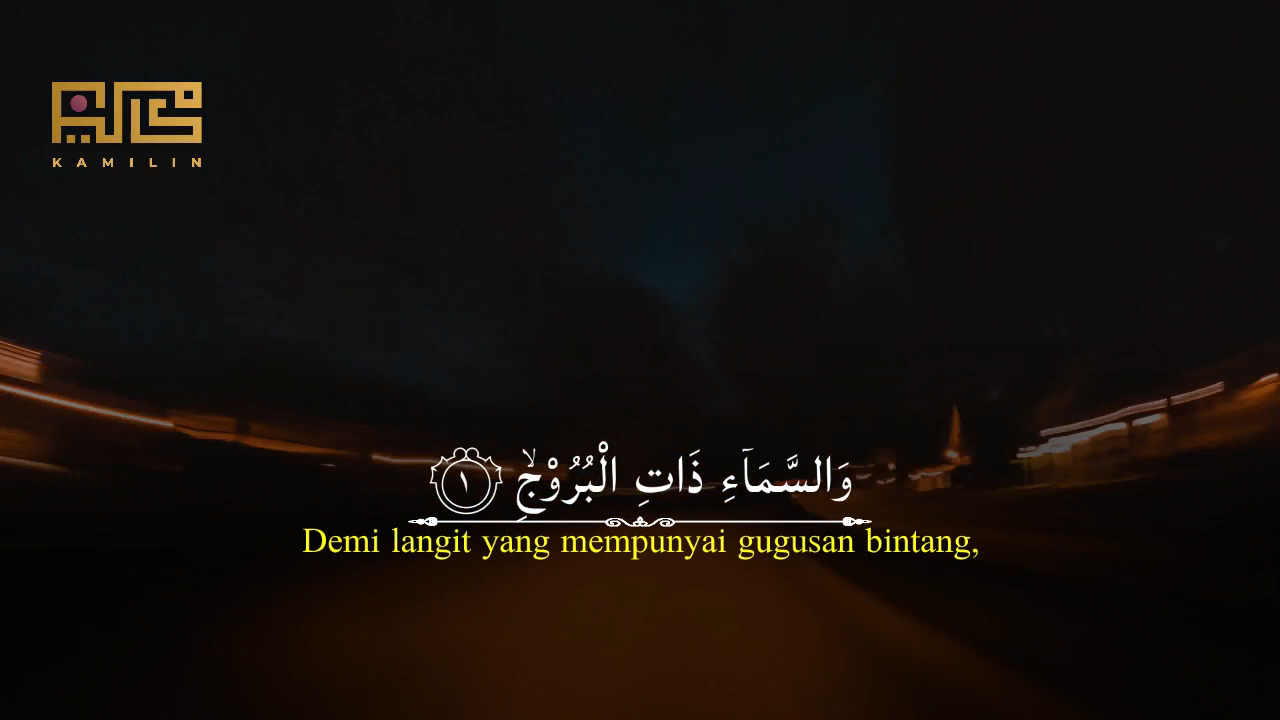 KAMILIN
وَالسَّمَاۤءِ ذَاتِ الْبُرُوْجِۙ ١
Demi langit yang mempunyai gugusan bintang,